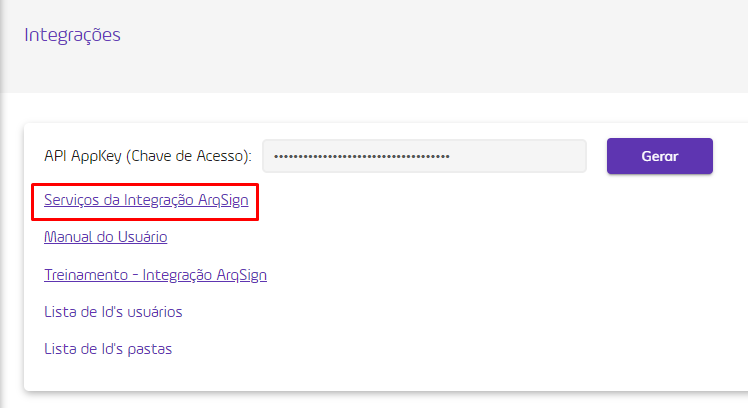 Integrações
API AppKey (Chave de Acesso): •••••••••••••••••••••••••••••••••••• Gerar
Serviços da Integração ArqSign
Manual do Usuário
Treinamento - Integração ArqSign
Lista de Id's usuários
Lista de Id's pastas